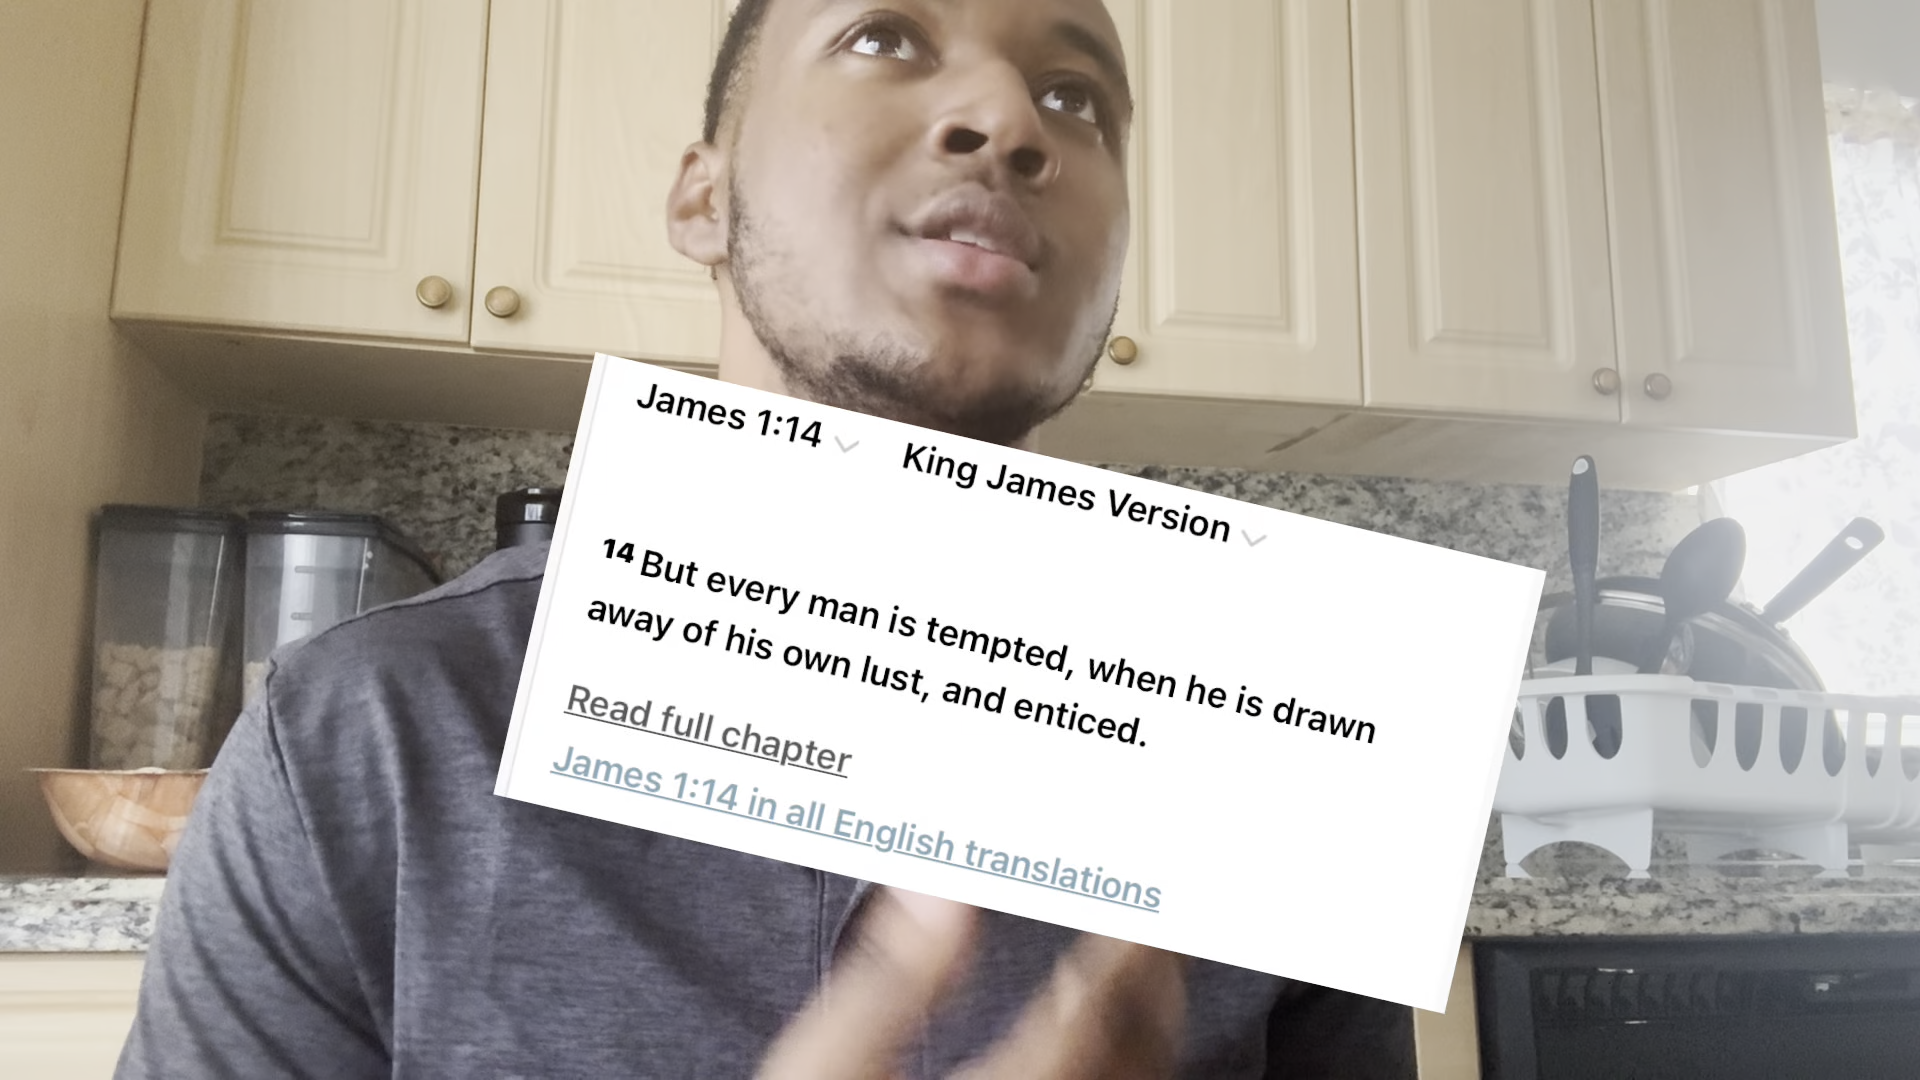 James 1:14 King James Version
14 But every man is tempted, when he is drawn
away of his own lust, and enticed.
Read full chapter
James 1:14 in all English translations